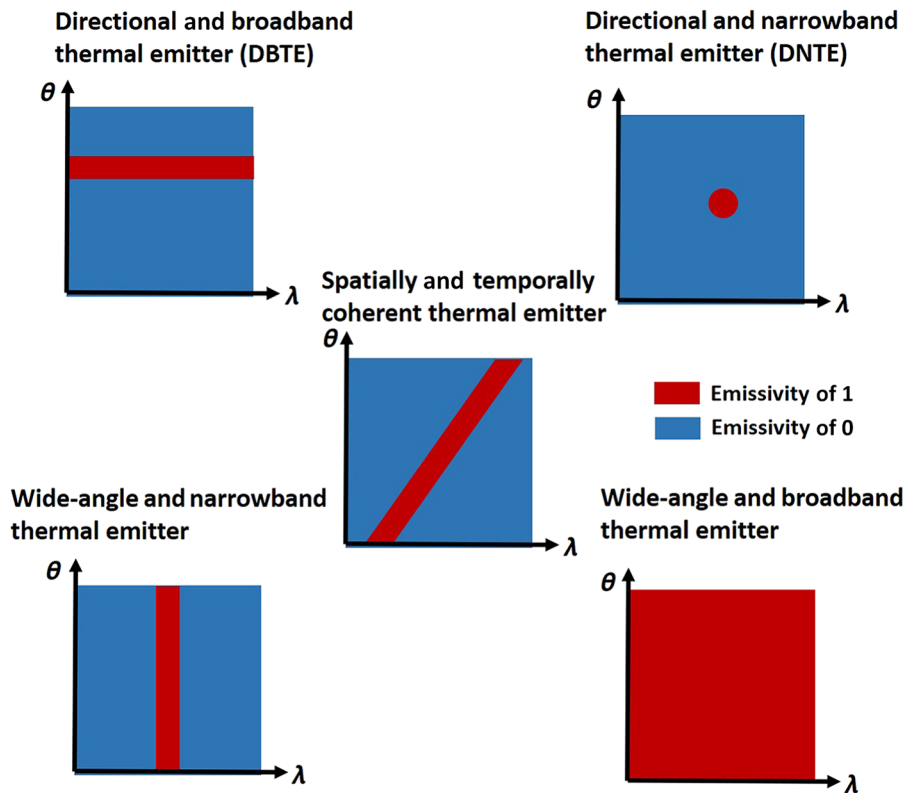 Directional and broadband
thermal emitter (DBTE)
θ
λ
Directional and narrowband
thermal emitter (DNTE)
θ
λ
Spatially and temporally
coherent thermal emitter
θ
λ
Emissivity of 1
Emissivity of 0
Wide-angle and narrowband
thermal emitter
θ
λ
Wide-angle and broadband
thermal emitter
θ
λ